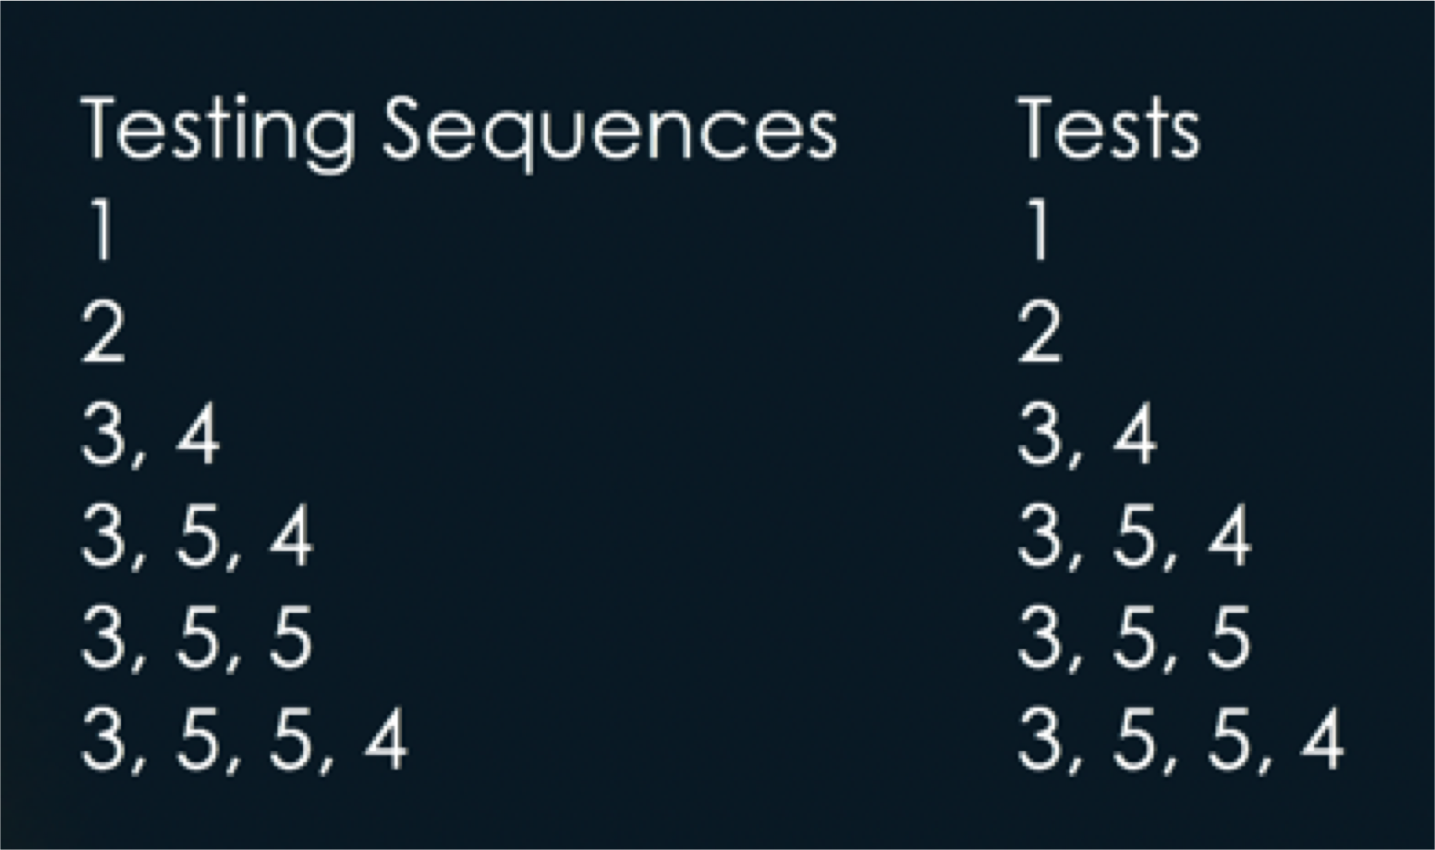 Testing Sequences Tests
1 1
2 2
3, 4 3, 4
3, 5, 4 3, 5, 4
3, 5, 5 3, 5, 5
3, 5, 5, 4 3, 5, 5, 4